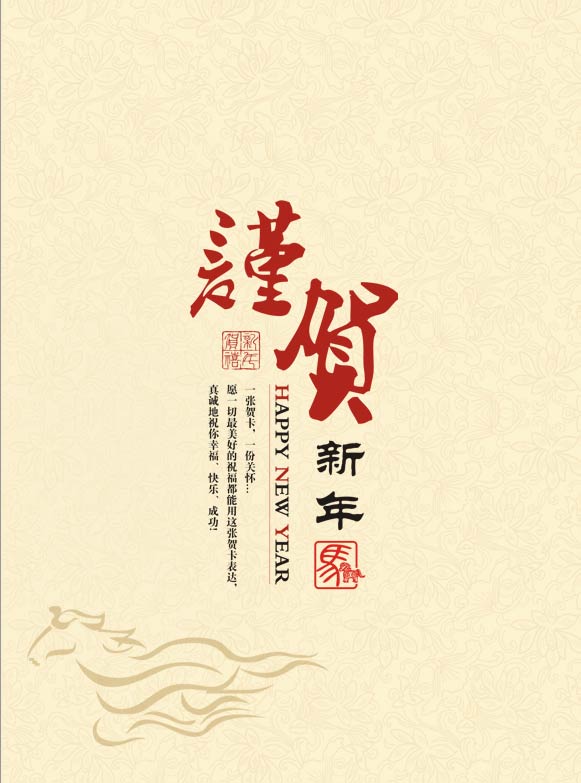 謹賀
新年
馬
HAPPY NEW YEAR
新年
賀禧
一张贺卡，一份关怀…
愿一切最美好的祝福都能用这张贺卡表达，
真诚地祝你幸福、快乐、成功！